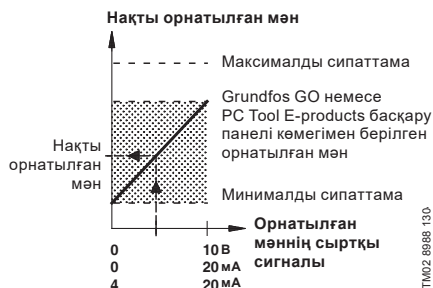 Нақты орнатылған мән
Максималды сипаттама
Grundfos GO немесе
PC Tool E-products басқару
панелі көмегімен берілген
орнатылған мән
Нақты
орнатылған
мән
Минималды сипаттама
Орнатылған
мәннің сыртқы
сигналы
0 10 В
0 20 мА
4 20 мА
TM02 8988 130